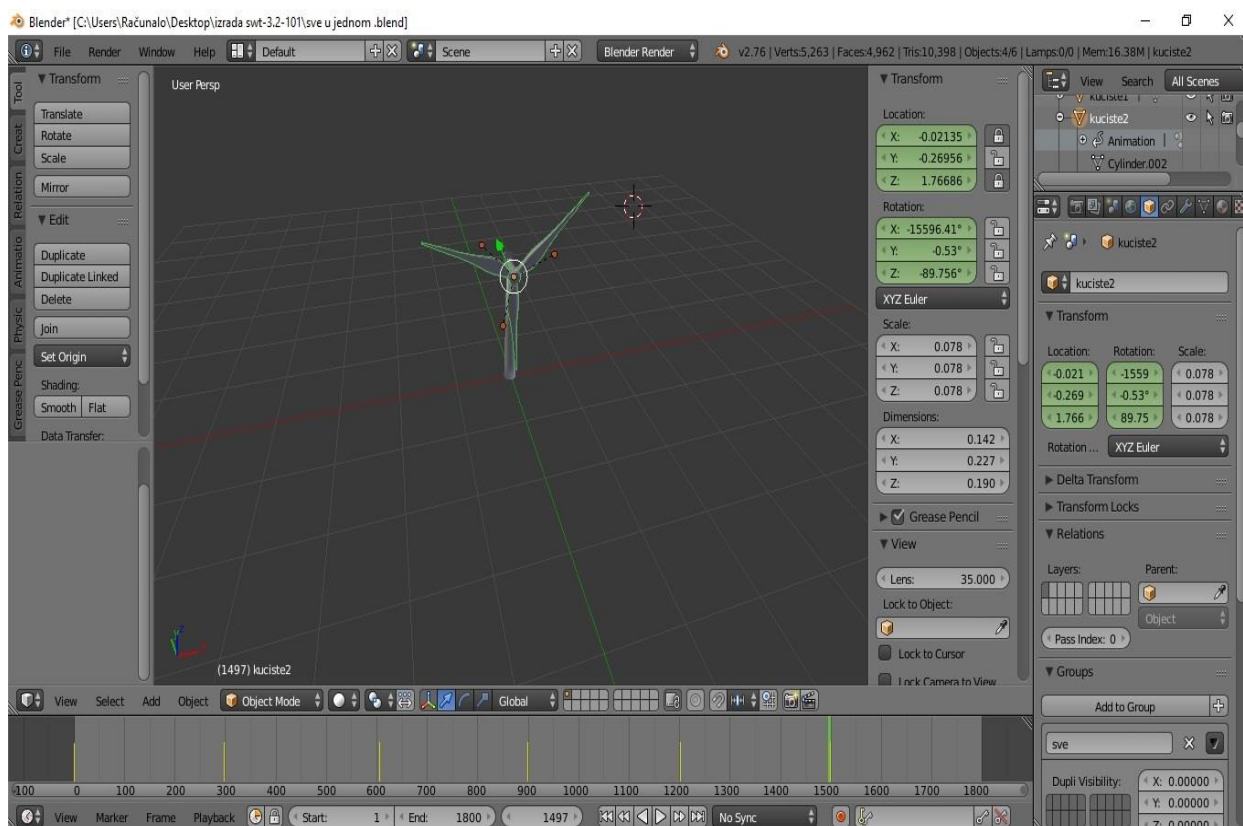 Blender* [C:\Users\Računalo\Desktop\izrada swt-3.2-101\sve u jednom .blend]
File Render Window Help Default Scene Blender Render v2.76 | Verts:5,263 | Faces:4,962 | Tris:10,398 | Objects:4/6 | Lamps:0/0 | Mem:16.38M | kuciste2
Tool
Creat
Relation
Animatio
Physic
Grease Penc
Transform
Translate
Rotate
Scale
Mirror
Edit
Duplicate
Duplicate Linked
Delete
Join
Set Origin
Shading:
Smooth Flat
Data Transfer:
User Persp
(1497) kuciste2
Transform
Location:
X: -0.02135
Y: -0.26956
Z: 1.76686
Rotation:
X: -15596.41°
Y: -0.53°
Z: -89.756°
XYZ Euler
Scale:
X: 0.078
Y: 0.078
Z: 0.078
Dimensions:
X: 0.142
Y: 0.227
Z: 0.190
Grease Pencil
View
Lens: 35.000
Lock to Object:
Lock to Cursor
Lock Camera to View
View Search All Scenes
kuciste1
kuciste2
Animation
Cylinder.002
kuciste2
kuciste2
Transform
Location: Rotation: Scale:
-0.021 -1559 0.078
-0.269 -0.53° 0.078
1.766 89.75 0.078
Rotation ... XYZ Euler
Delta Transform
Transform Locks
Relations
Layers: Parent:
Object
Pass Index: 0
Groups
Add to Group
sve
Dupli Visibility: X: 0.00000
Y: 0.00000
Z: 0.00000
View Select Add Object Object Mode Global
-100 0 100 200 300 400 500 600 700 800 900 1000 1100 1200 1300 1400 1500 1600 1700 1800
View Marker Frame Playback Start: 1 End: 1800 1497 No Sync